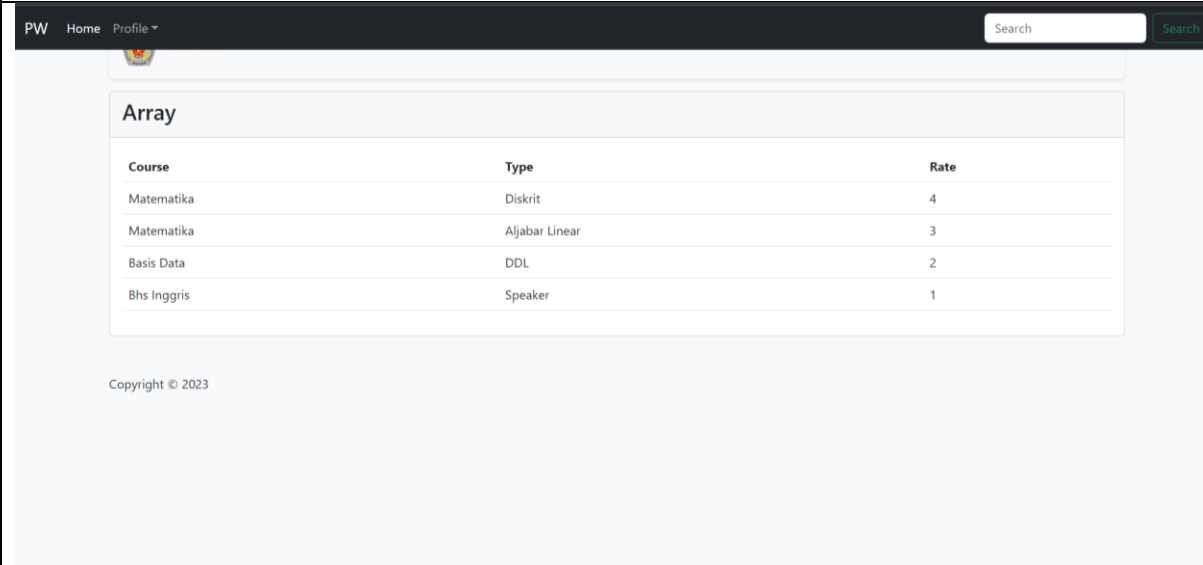 PW Home Profile Search Search
Array
Course Type Rate
Matematika Diskrit 4
Matematika Aljabar Linear 3
Basis Data DDL 2
Bhs Inggris Speaker 1
Copyright © 2023